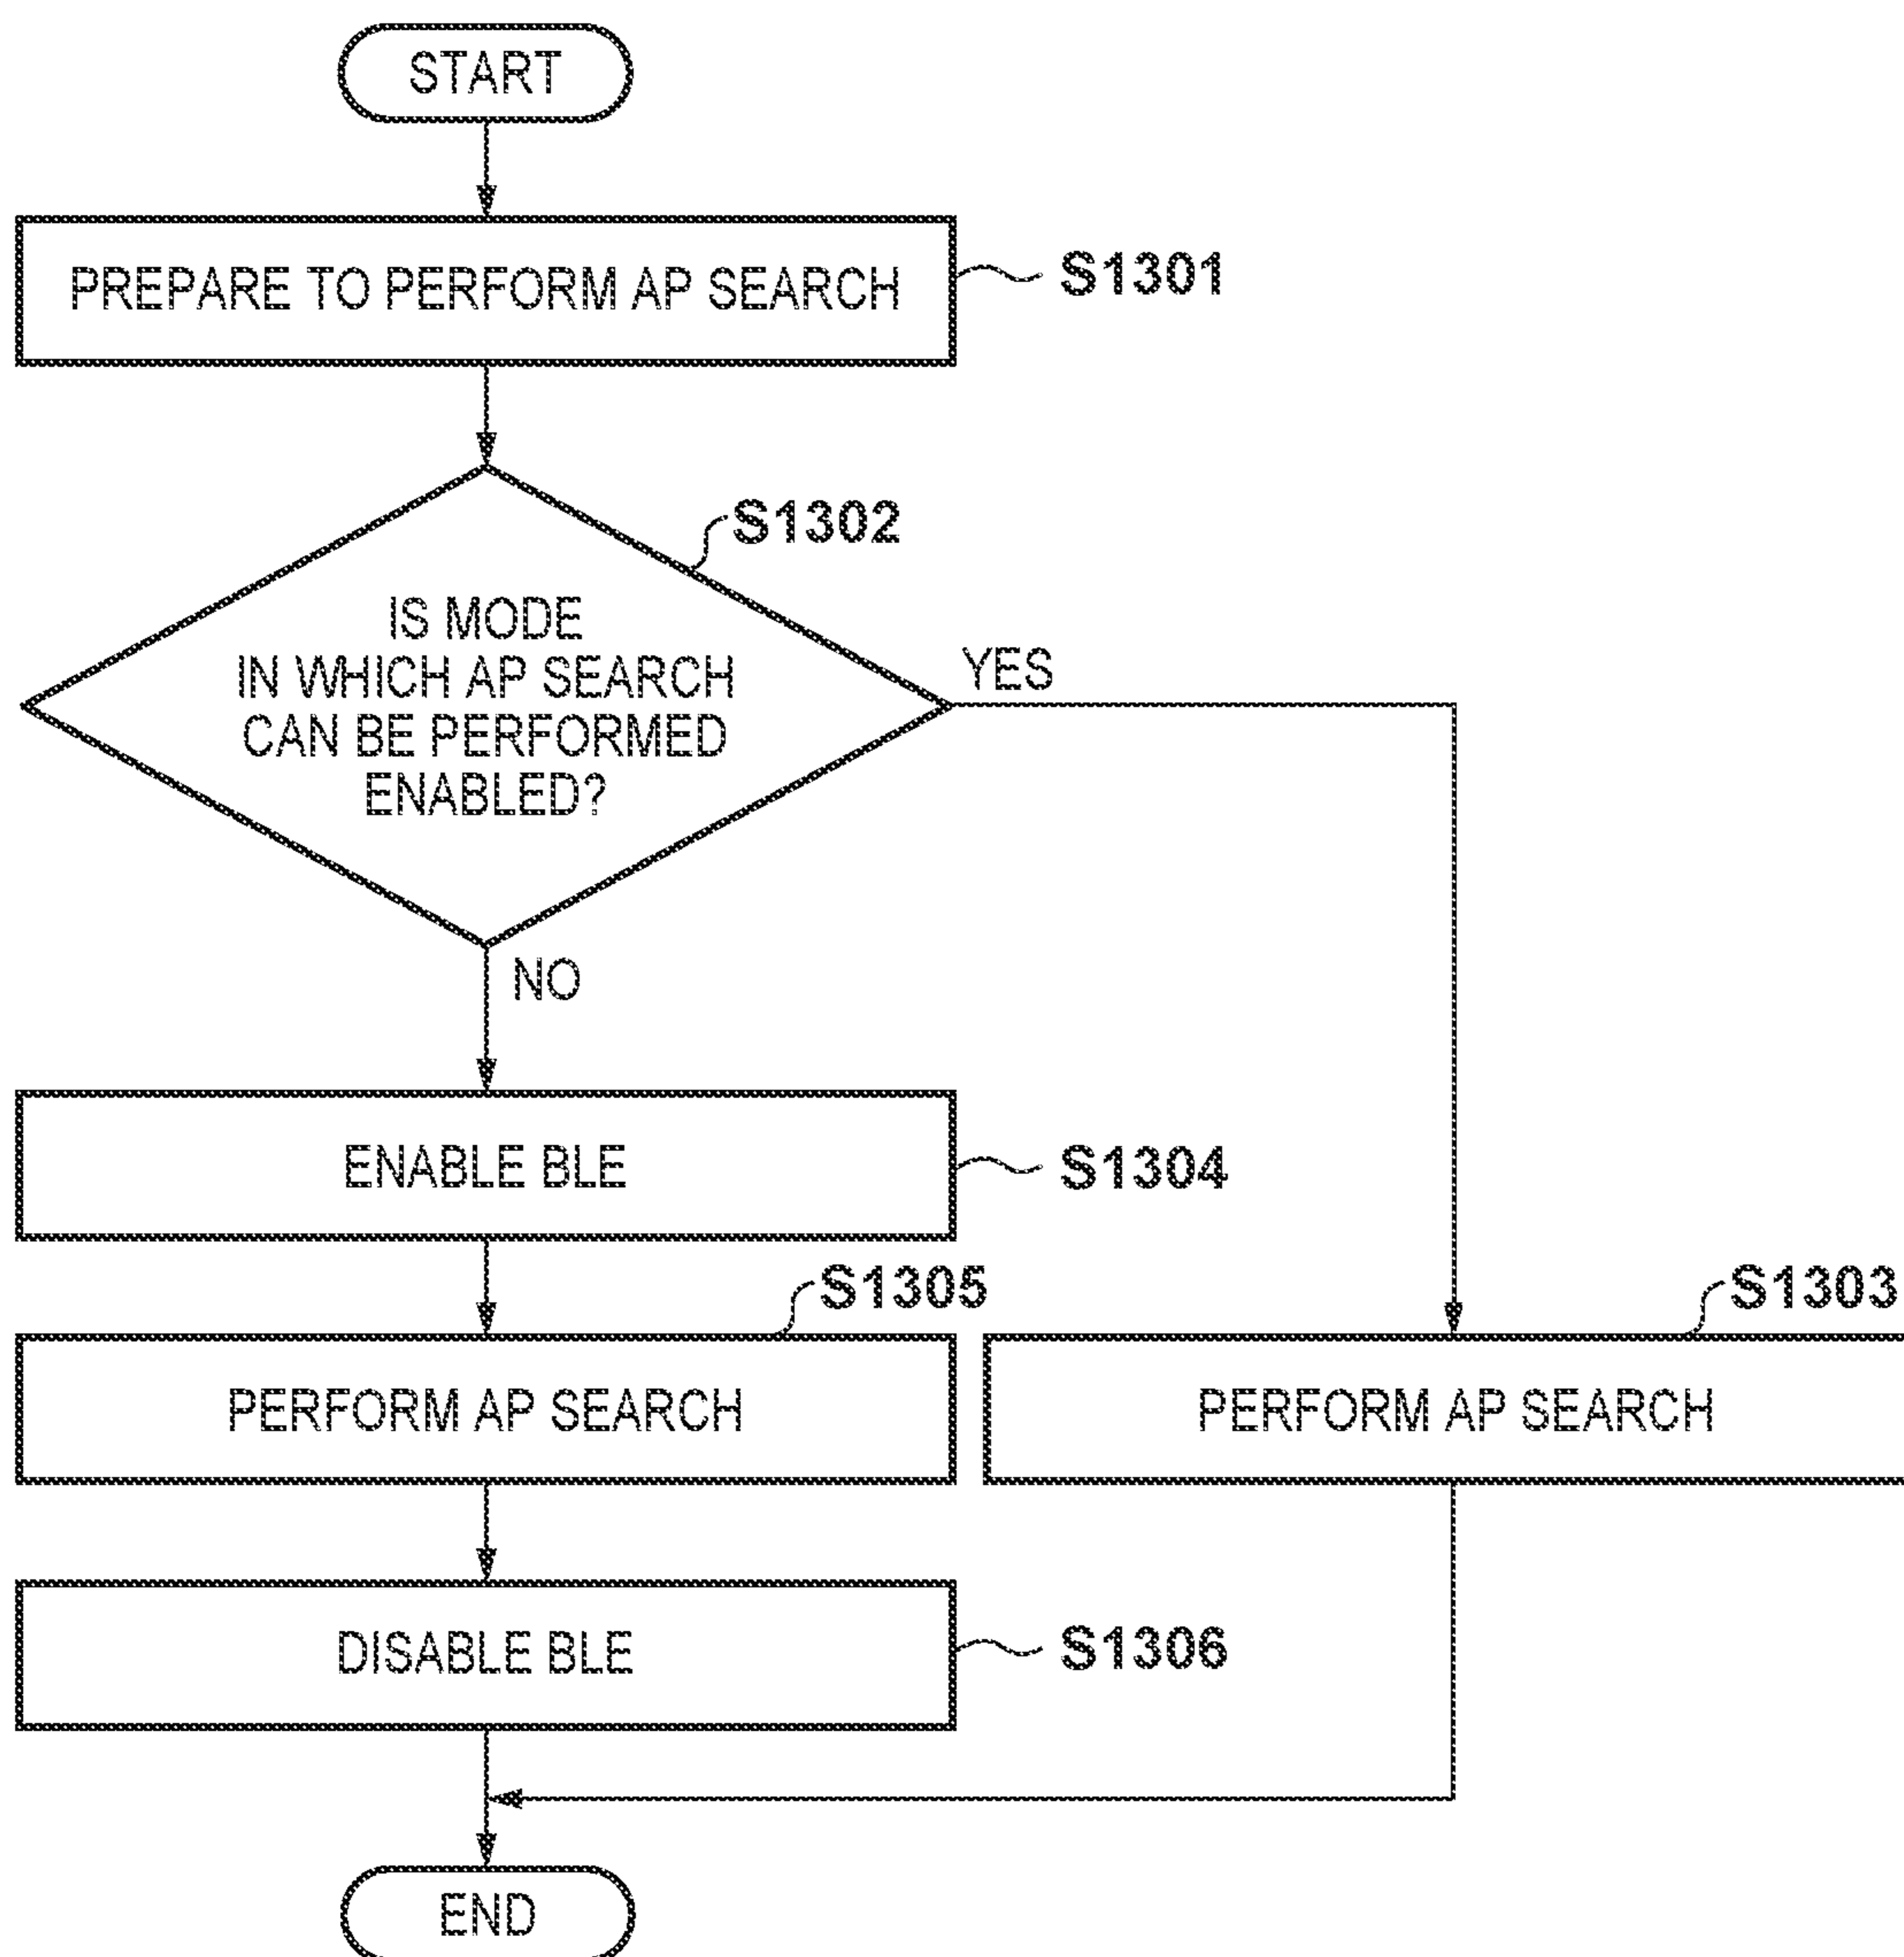 START
PREPARE TO PERFORM AP SEARCH
S1301
S1302
IS MODE
IN WHICH AP SEARCH
CAN BE PERFORMED
ENABLED?
YES
NO
ENABLE BLE
S1304
S1305
S1303
PERFORM AP SEARCH
PERFORM AP SEARCH
DISABLE BLE
S1306
END